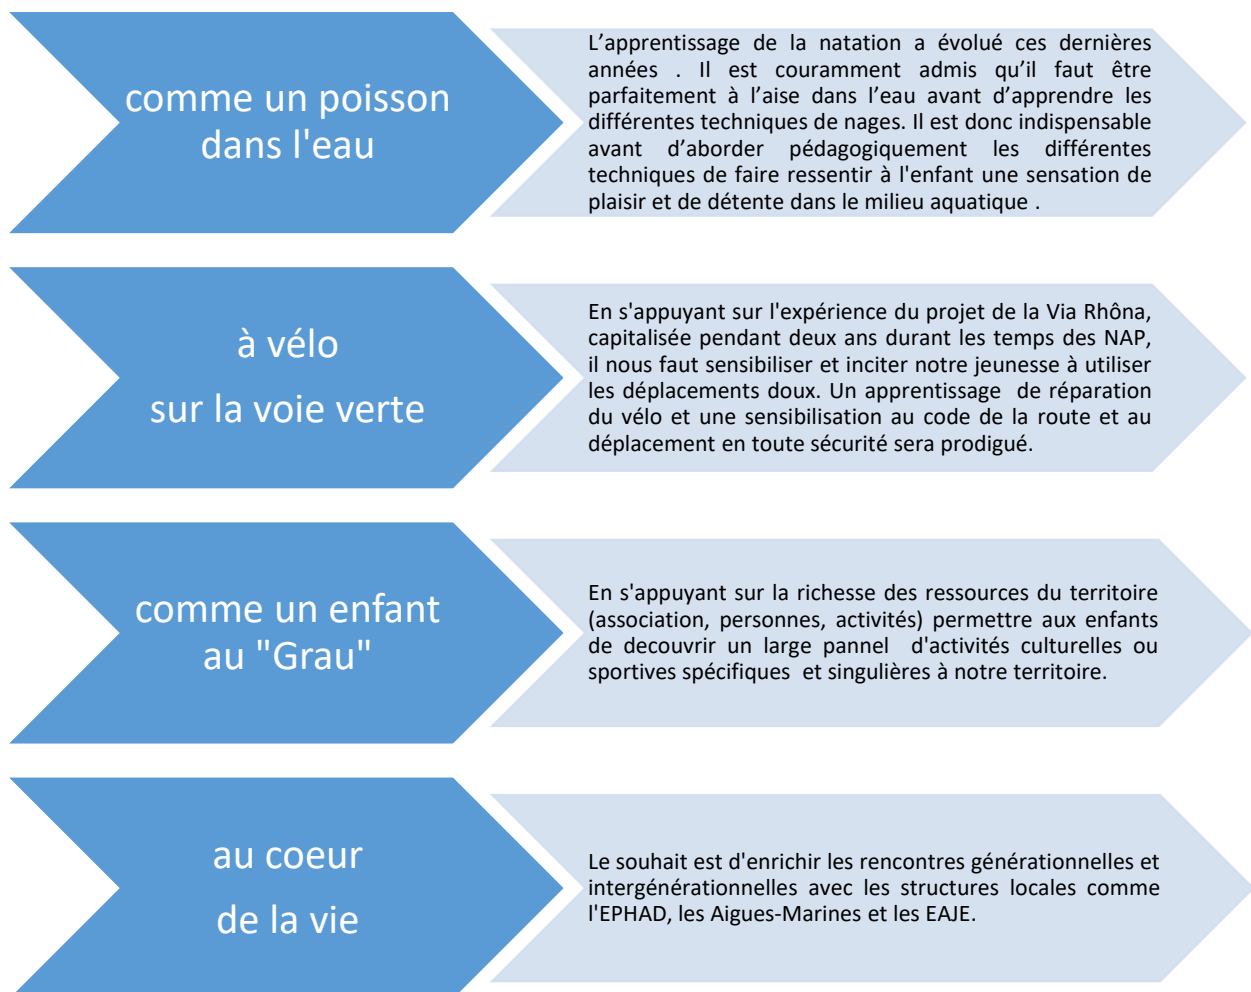 comme un poisson
dans l'eau
L’apprentissage de la natation a évolué ces dernières
années . Il est couramment admis qu’il faut être
parfaitement à l’aise dans l’eau avant d’apprendre les
différentes techniques de nages. Il est donc indispensable
avant d’aborder pédagogiquement les différentes
techniques de faire ressentir à l'enfant une sensation de
plaisir et de détente dans le milieu aquatique .
à vélo
sur la voie verte
En s'appuyant sur l'expérience du projet de la Via Rhôna,
capitalisée pendant deux ans durant les temps des NAP,
il nous faut sensibiliser et inciter notre jeunesse à utiliser
les déplacements doux. Un apprentissage de réparation
du vélo et une sensibilisation au code de la route et au
déplacement en toute sécurité sera prodigué.
comme un enfant
au "Grau"
En s'appuyant sur la richesse des ressources du territoire
(association, personnes, activités) permettre aux enfants
de decouvrir un large pannel d'activités culturelles ou
sportives spécifiques et singulières à notre territoire.
au coeur
de la vie
Le souhait est d'enrichir les rencontres générationnelles et
intergénérationnelles avec les structures locales comme
l'EPHAD, les Aigues-Marines et les EAJE.